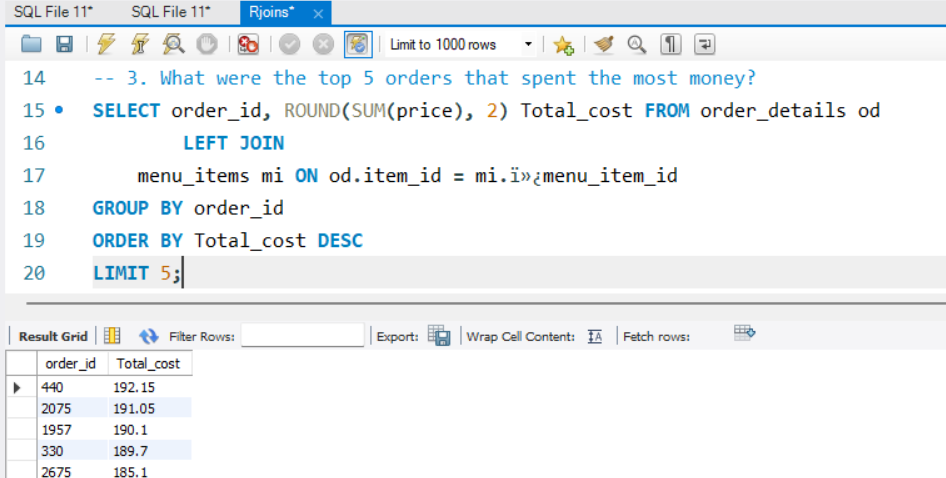 SQL File 11* SQL File 11* Rjoins* ×
Limit to 1000 rows
14 -- 3. What were the top 5 orders that spent the most money?
15 SELECT order_id, ROUND(SUM(price), 2) Total_cost FROM order_details od
16 LEFT JOIN
17 menu_items mi ON od.item_id = mi.ï»¿menu_item_id
18 GROUP BY order_id
19 ORDER BY Total_cost DESC
20 LIMIT 5;
Result Grid Filter Rows: Export: Wrap Cell Content: Fetch rows:
order_id Total_cost
440 192.15
2075 191.05
1957 190.1
330 189.7
2675 185.1